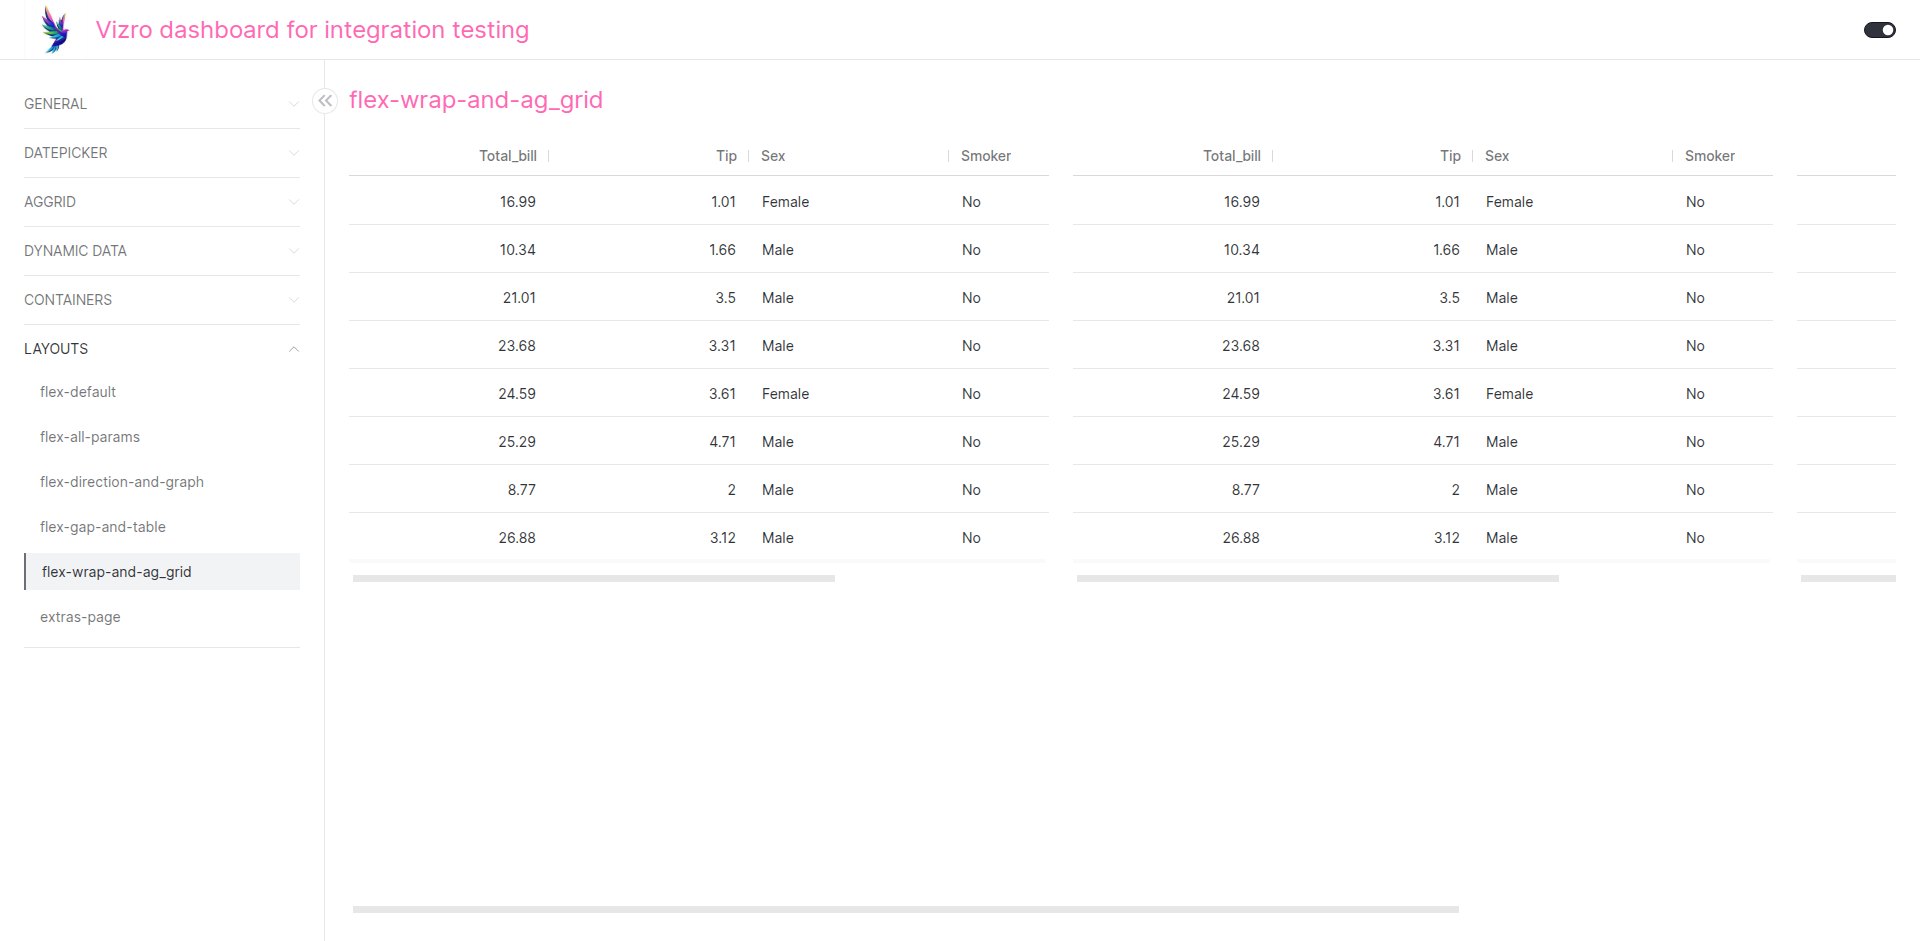 Vizro dashboard for integration testing
GENERAL
DATEPICKER
AGGRID
DYNAMIC DATA
CONTAINERS
LAYOUTS
flex-default
flex-all-params
flex-direction-and-graph
flex-gap-and-table
flex-wrap-and-ag_grid
extras-page
flex-wrap-and-ag_grid
Total_bill Tip Sex Smoker Total_bill Tip Sex Smoker
16.99 1.01 Female No 16.99 1.01 Female No
10.34 1.66 Male No 10.34 1.66 Male No
21.01 3.5 Male No 21.01 3.5 Male No
23.68 3.31 Male No 23.68 3.31 Male No
24.59 3.61 Female No 24.59 3.61 Female No
25.29 4.71 Male No 25.29 4.71 Male No
8.77 2 Male No 8.77 2 Male No
26.88 3.12 Male No 26.88 3.12 Male No